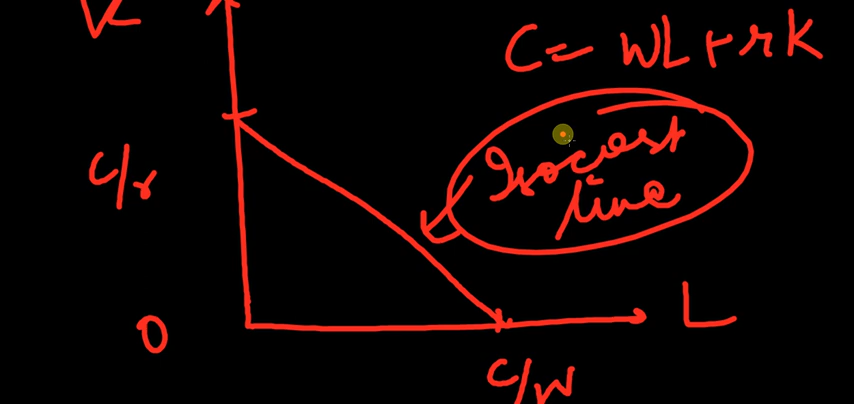 K
C = WL + rK
Isocost
line
C/r
L
0
C/W